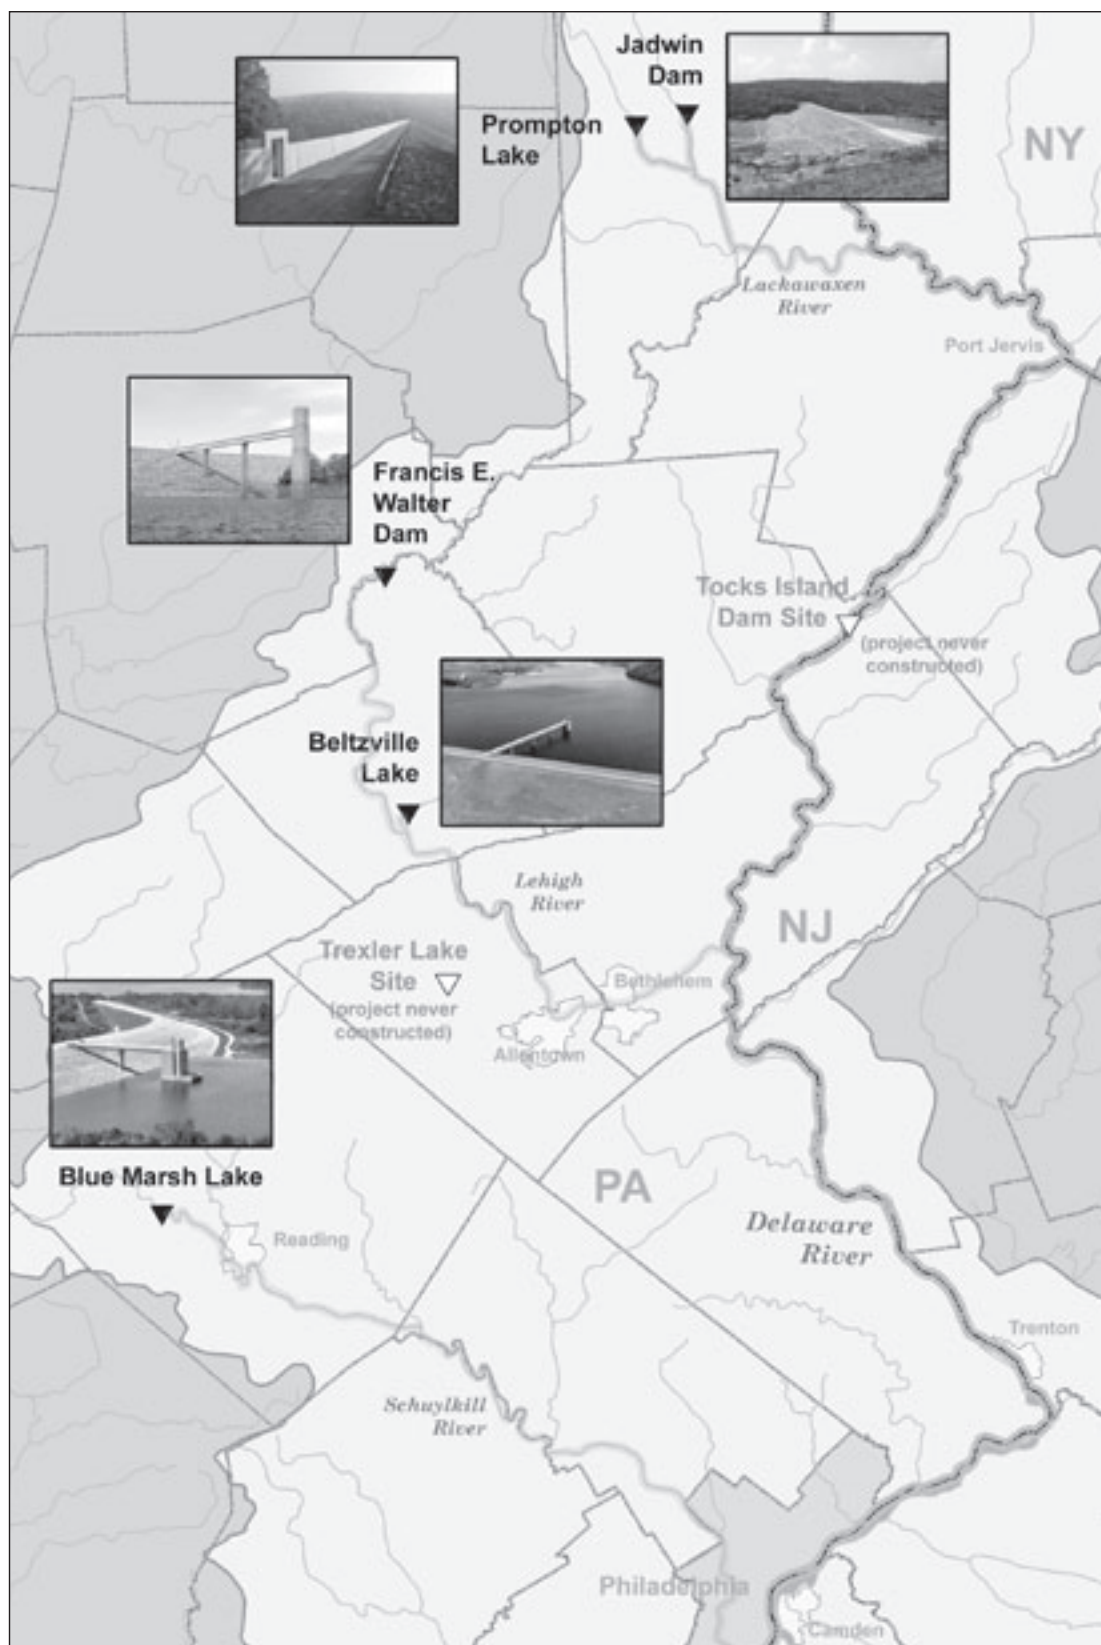 Jadwin
Dam
Prompton
Lake
NY
Lackawaxen
River
Port Jervis
Francis E.
Walter
Dam
Tocks Island
Dam Site
(project never
constructed)
Beltzville
Lake
Lehigh
River
NJ
Trexler Lake
Site
(project never
constructed)
Bethlehem
Allentown
Blue Marsh Lake
PA
Reading
Delaware
River
Trenton
Schuylkill
River
Philadelphia
Camden